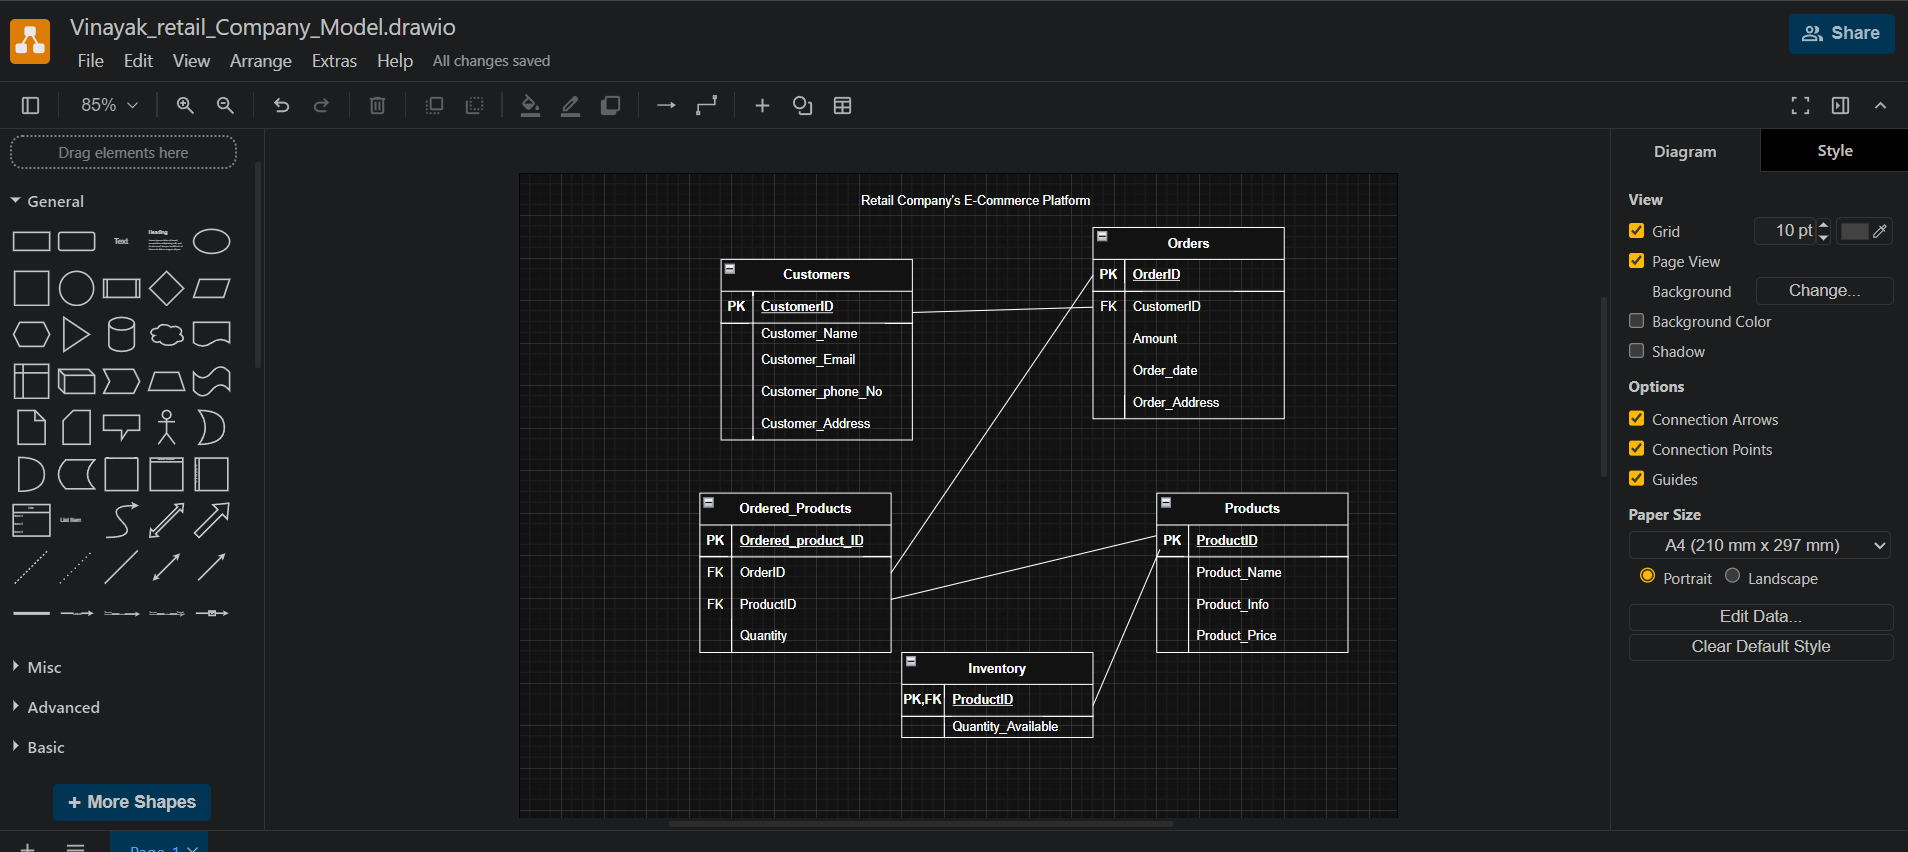 Vinayak_retail_Company_Model.drawio
File Edit View Arrange Extras Help All changes saved
Share
85%
Drag elements here
General
Text
Heading
List Item
Misc
Advanced
Basic
+ More Shapes
Page-1
Retail Company's E-Commerce Platform
Customers
PK CustomerID
Customer_Name
Customer_Email
Customer_phone_No
Customer_Address
Orders
PK OrderID
FK CustomerID
Amount
Order_date
Order_Address
Ordered_Products
PK Ordered_product_ID
FK OrderID
FK ProductID
Quantity
Products
PK ProductID
Product_Name
Product_Info
Product_Price
Inventory
PK,FK ProductID
Quantity_Available
Diagram Style
View
Grid 10 pt
Page View
Background Change...
Background Color
Shadow
Options
Connection Arrows
Connection Points
Guides
Paper Size
A4 (210 mm x 297 mm)
Portrait Landscape
Edit Data...
Clear Default Style